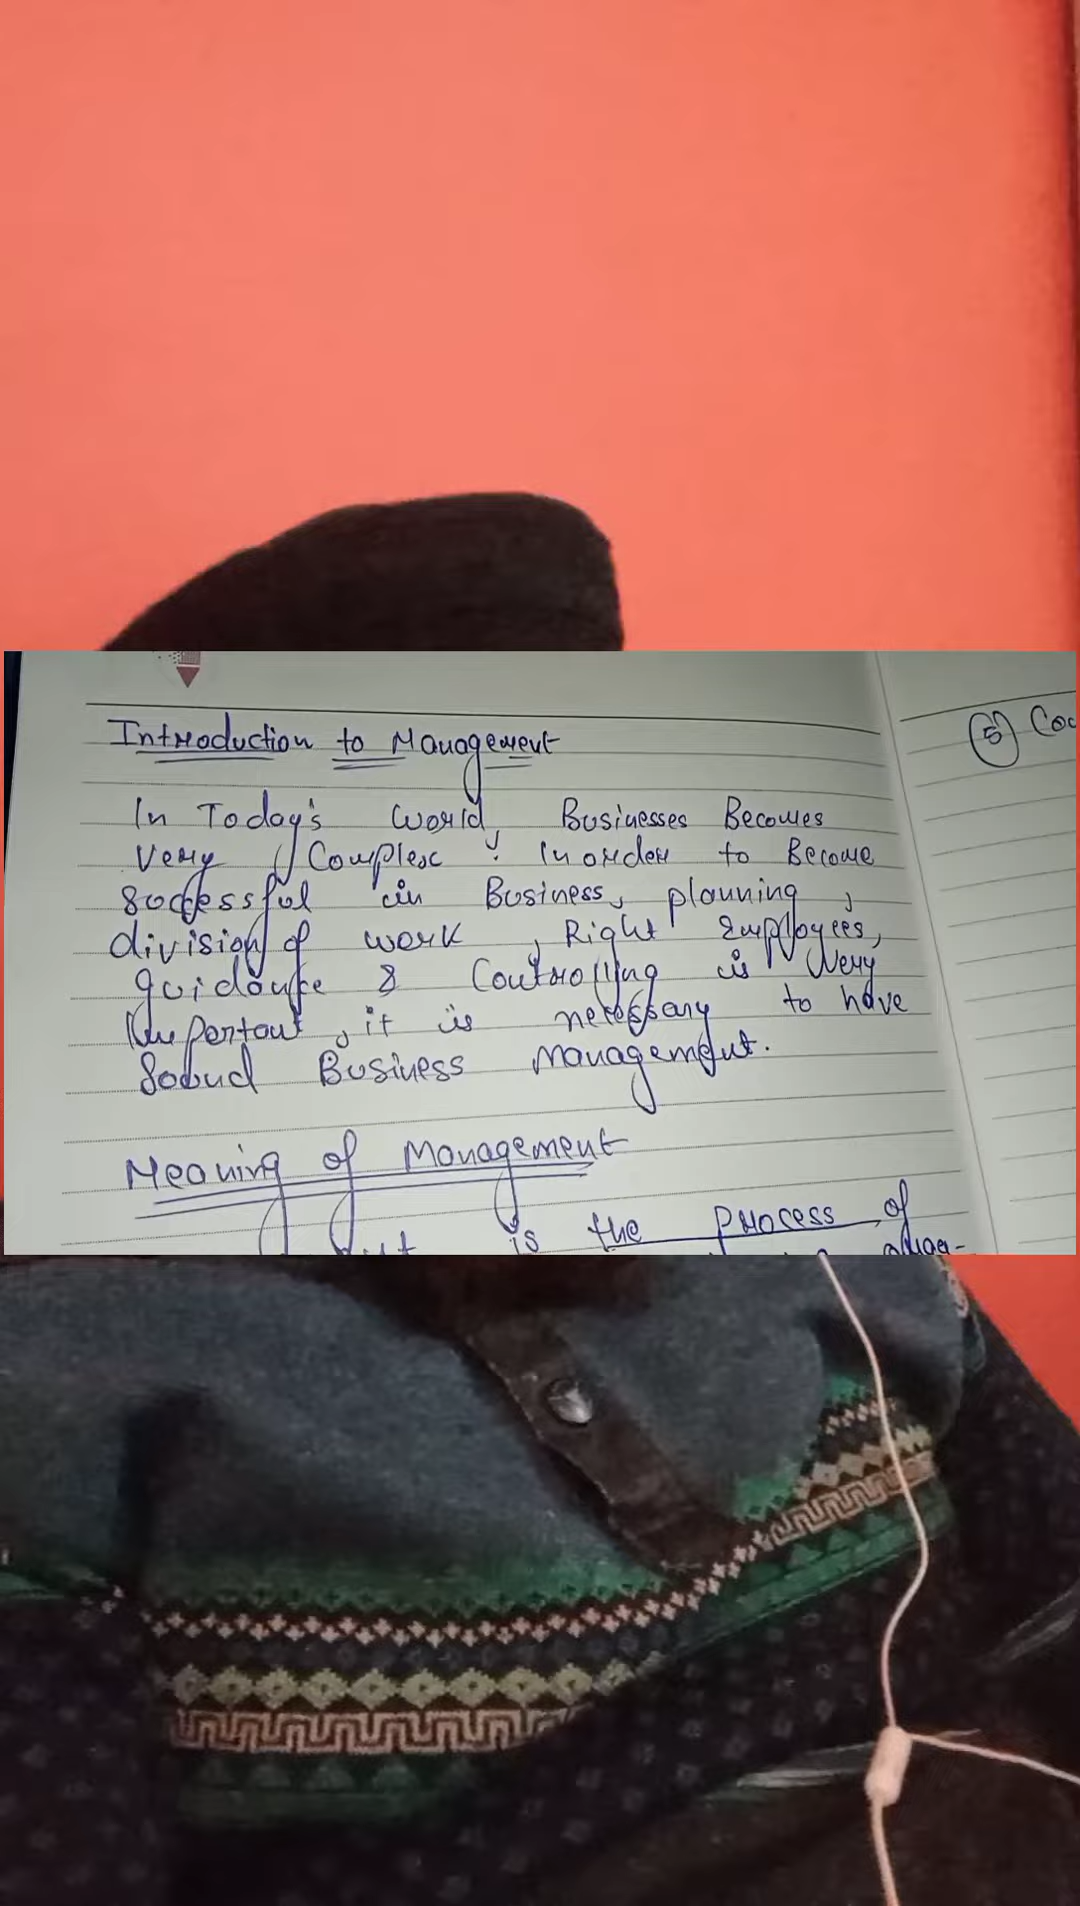 Introduction to Management
In Today's World, Businesses Becomes
Very Complex. In order to Become
Successful in Business, planning,
division of work, Right Employees,
guidance & Controlling is Very
Important, it is necessary to have
Sound Business Management.
Meaning of Management
is the process of
5